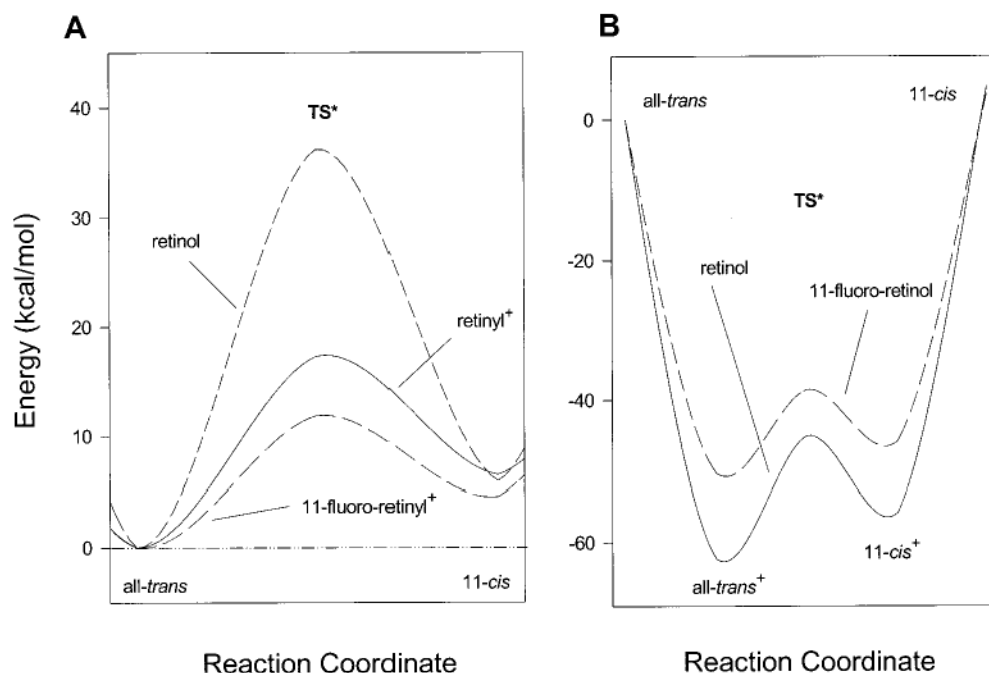 A
Energy (kcal/mol)
40
30
20
10
0
TS*
retinol
retinyl+
11-fluoro-retinyl+
all-trans
11-cis
Reaction Coordinate
B
0
-20
-40
-60
all-trans
11-cis
TS*
retinol
11-fluoro-retinol
11-cis+
all-trans+
Reaction Coordinate